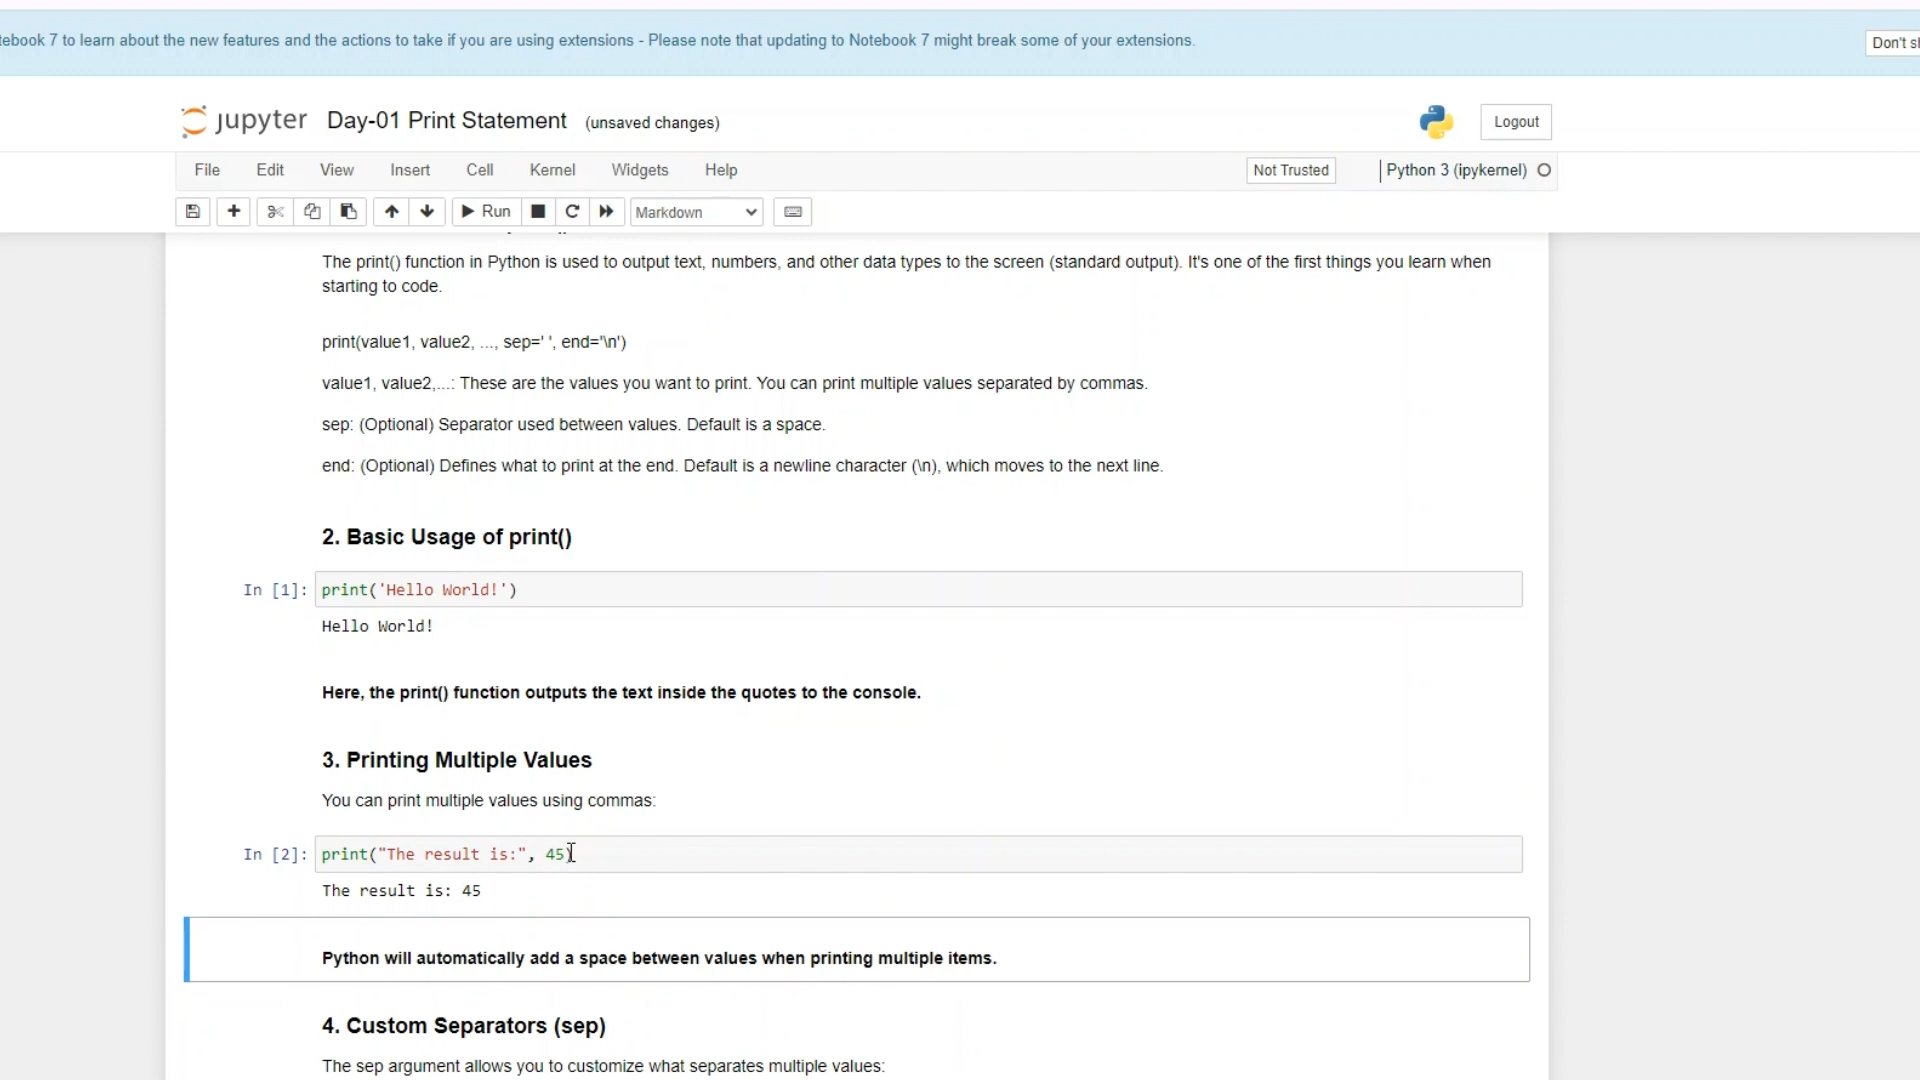 tebook 7 to learn about the new features and the actions to take if you are using extensions - Please note that updating to Notebook 7 might break some of your extensions.
Don't sh
jupyter Day-01 Print Statement (unsaved changes)
Logout
File Edit View Insert Cell Kernel Widgets Help
Not Trusted
Python 3 (ipykernel)
Run
Markdown
The print() function in Python is used to output text, numbers, and other data types to the screen (standard output). It's one of the first things you learn when
starting to code.
print(value1, value2, ..., sep=' ', end='\n')
value1, value2,...: These are the values you want to print. You can print multiple values separated by commas.
sep: (Optional) Separator used between values. Default is a space.
end: (Optional) Defines what to print at the end. Default is a newline character (\n), which moves to the next line.
2. Basic Usage of print()
In [1]: print('Hello World!')
Hello World!
Here, the print() function outputs the text inside the quotes to the console.
3. Printing Multiple Values
You can print multiple values using commas:
In [2]: print("The result is:", 45)
The result is: 45
Python will automatically add a space between values when printing multiple items.
4. Custom Separators (sep)
The sep argument allows you to customize what separates multiple values: